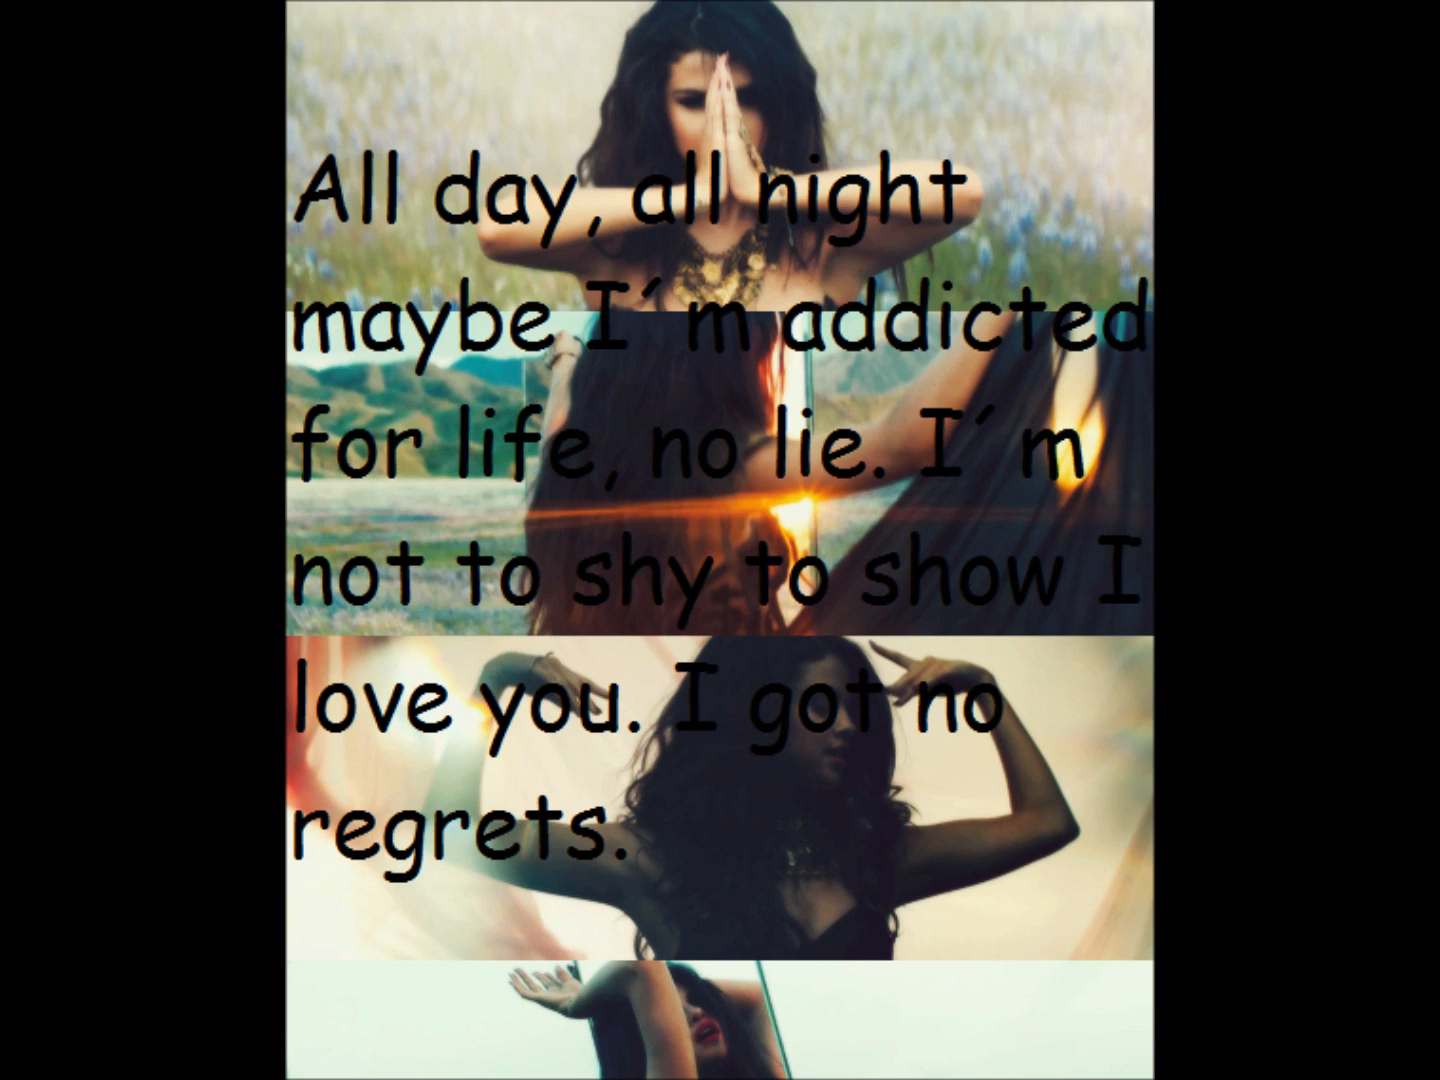 All day, all night
maybe I´m addicted
for life, no lie. I´m
not to shy to show I
love you. I got no
regrets.